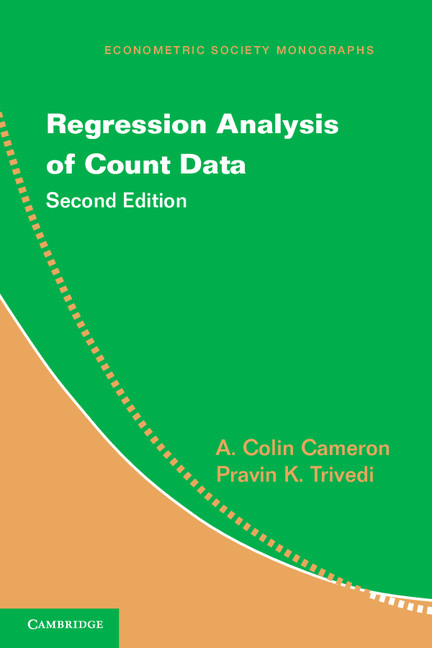 ECONOMETRIC SOCIETY MONOGRAPHS
Regression Analysis
of Count Data
Second Edition
A. Colin Cameron
Pravin K. Trivedi
CAMBRIDGE